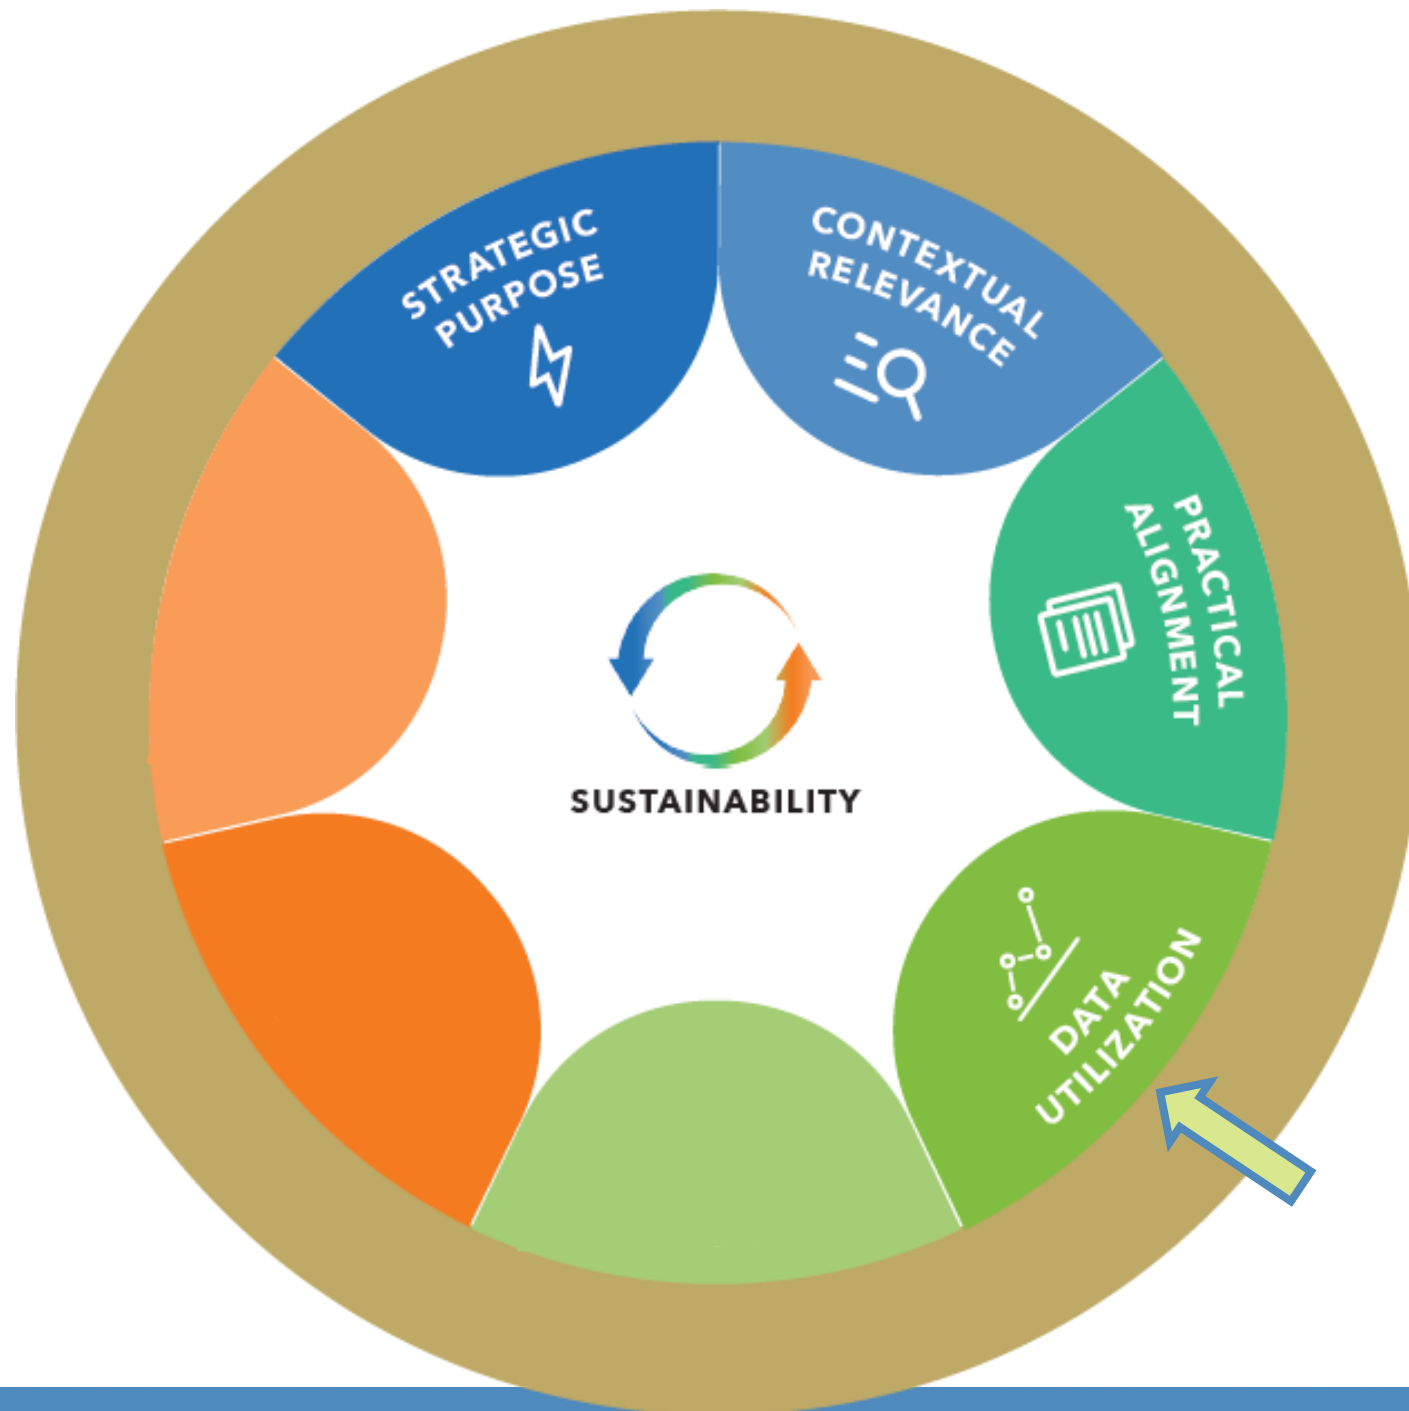 STRATEGIC
PURPOSE
CONTEXTUAL
RELEVANCE
PRACTICAL
ALIGNMENT
DATA
UTILIZATION
SUSTAINABILITY